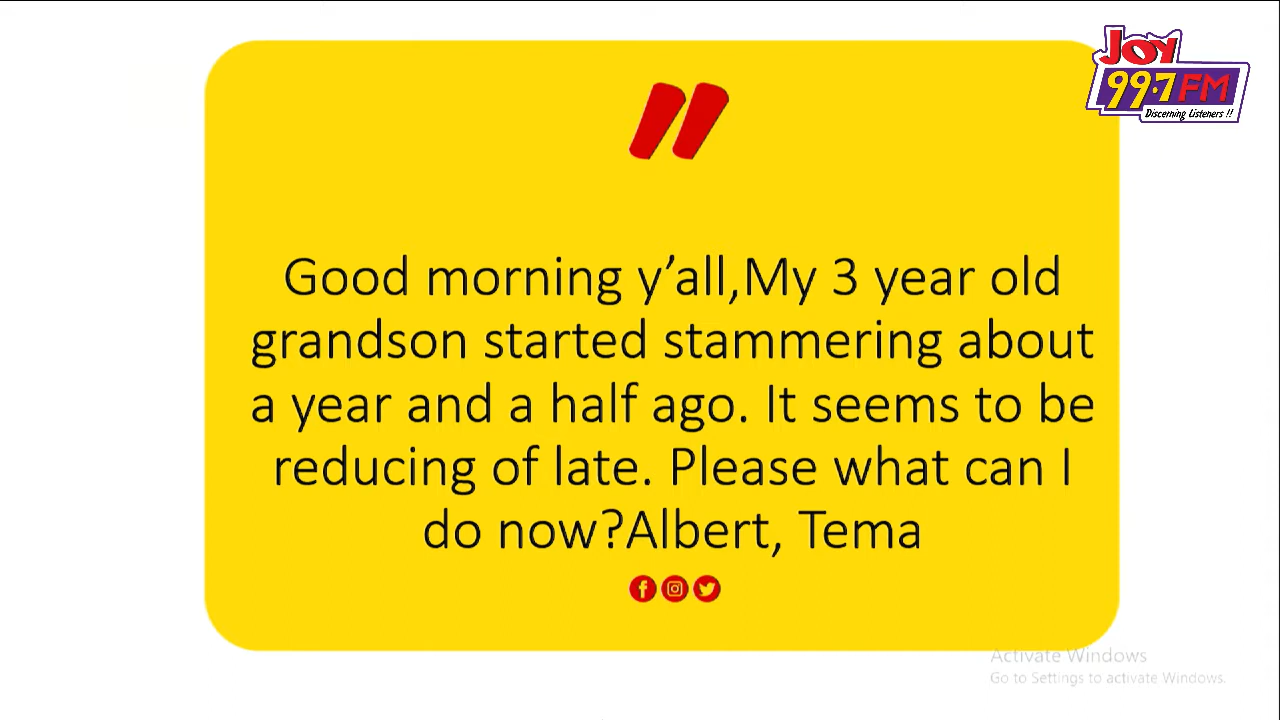 JOY
99.7 FM
Discerning Listeners !!
Good morning y’all,My 3 year old
grandson started stammering about
a year and a half ago. It seems to be
reducing of late. Please what can I
do now?Albert, Tema
Activate Windows
Go to Settings to activate Windows.